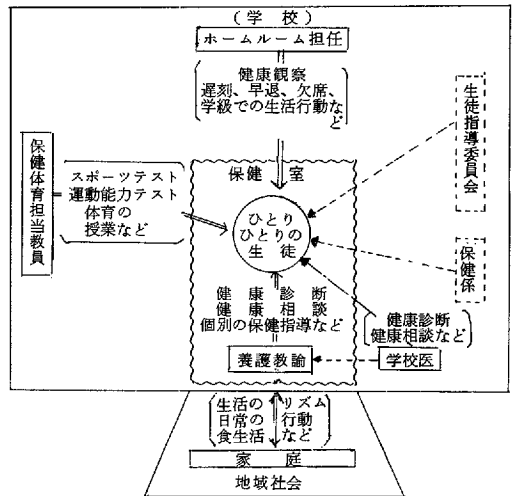 (学校)
ホームルーム担任
健康観察
遅刻、早退、欠席、
学級での生活行動など
生徒指導委員会
保健体育担当教員
スポーツテスト
運動能力テスト
体育の
授業など
保健室
ひとり
ひとりの
生徒
保健係
健康診断
健康相談
個別の保健指導など
健康診断
健康相談など
養護教諭
学校医
生活のリズム
日常の行動
食生活など
家庭
地域社会